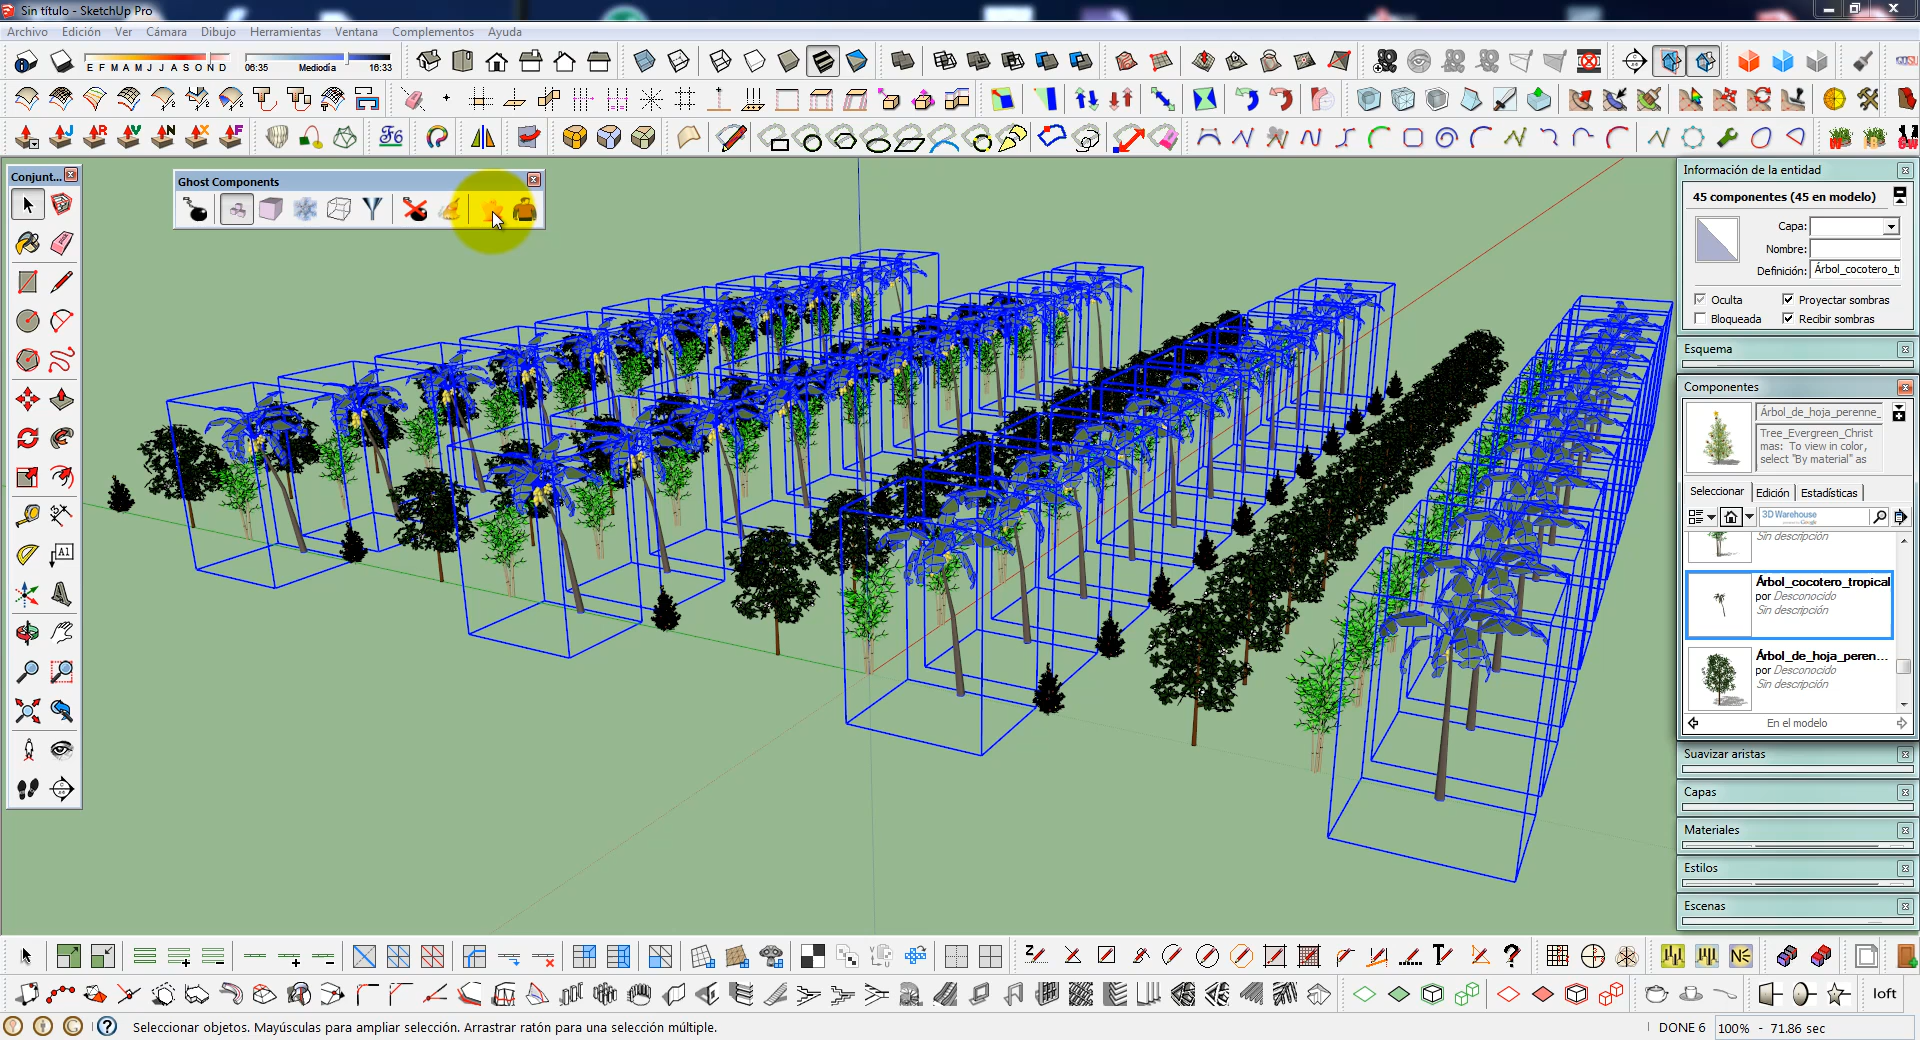 Sin título - SketchUp Pro
Archivo Edición Ver Cámara Dibujo Herramientas Ventana Complementos Ayuda
E F M A M J J A S O N D 06:35 Mediodía 16:33
J R V N X F F6
Conjunt...
Ghost Components
A1
Información de la entidad
45 componentes (45 en modelo)
Capa:
Nombre:
Definición: Árbol_cocotero_t
Oculta Proyectar sombras
Bloqueada Recibir sombras
Esquema
Componentes
Árbol_de_hoja_perenne_
Tree_Evergreen_Christ
mas: To view in color,
select "By material" as
Seleccionar Edición Estadísticas
3D Warehouse
Sin descripción
Árbol_cocotero_tropical
por Desconocido
Sin descripción
Árbol_de_hoja_peren...
por Desconocido
Sin descripción
En el modelo
Suavizar aristas
Capas
Materiales
Estilos
Escenas
loft
Seleccionar objetos. Mayúsculas para ampliar selección. Arrastrar ratón para una selección múltiple.
DONE 6 100% - 71.86 sec